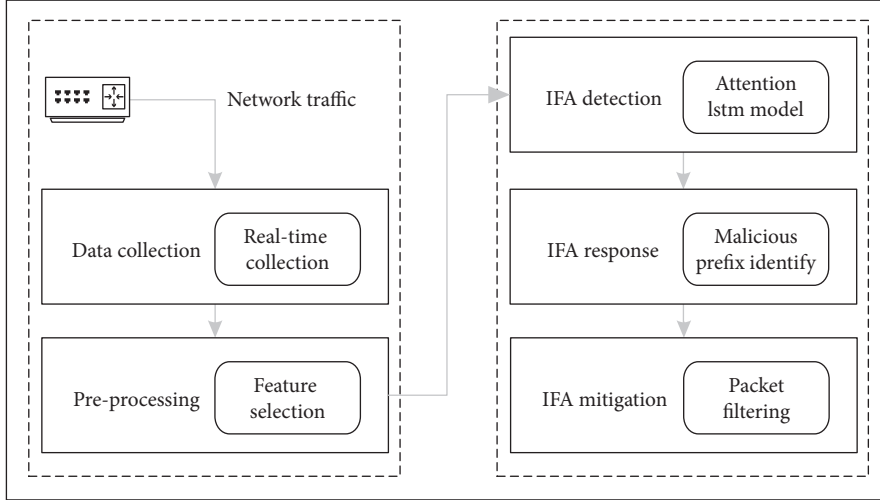 Network traffic
Data collection
Real-time
collection
Pre-processing
Feature
selection
IFA detection
Attention
lstm model
IFA response
Malicious
prefix identify
IFA mitigation
Packet
filtering